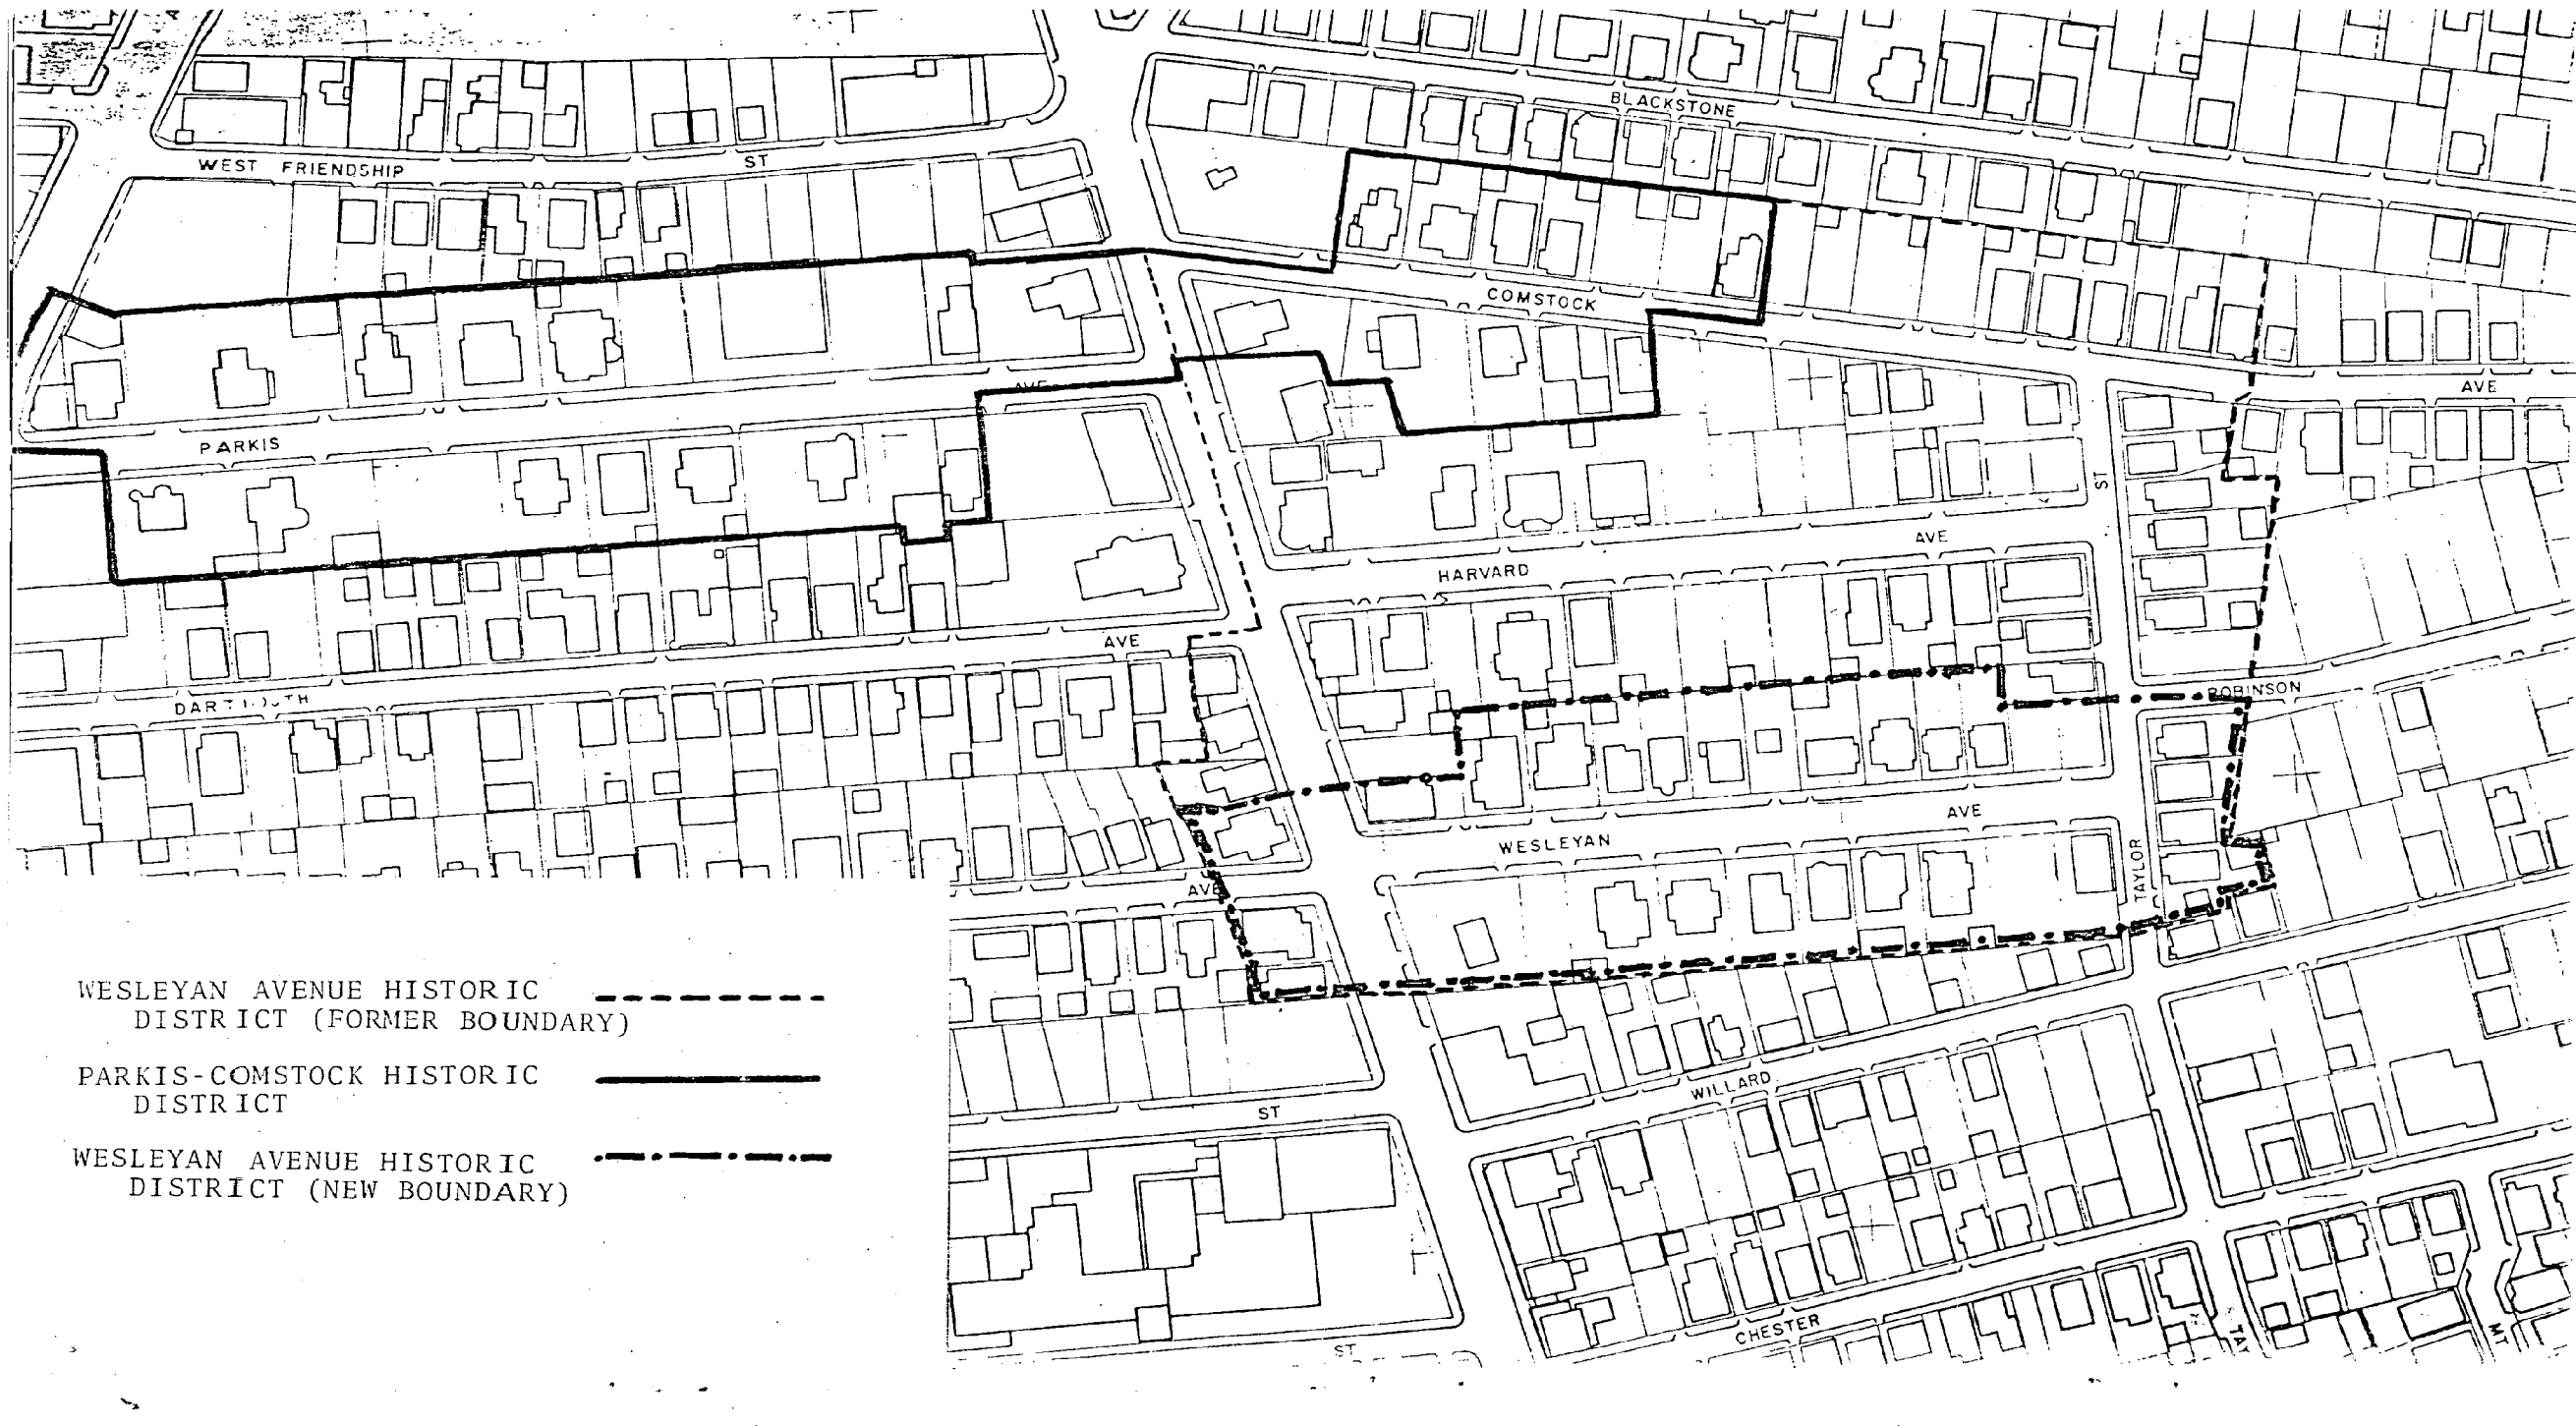 BLACKSTONE
WEST FRIENDSHIP ST
COMSTOCK
AVE
AVE
PARKIS
ST
AVE
HARVARD
AVE
ROBINSON
AVE
WESLEYAN
TAYLOR
AVE
WESLEYAN AVENUE HISTORIC
DISTRICT (FORMER BOUNDARY)
PARKIS-COMSTOCK HISTORIC
DISTRICT
WILLARD
ST
WESLEYAN AVENUE HISTORIC
DISTRICT (NEW BOUNDARY)
CHESTER
ST
MT